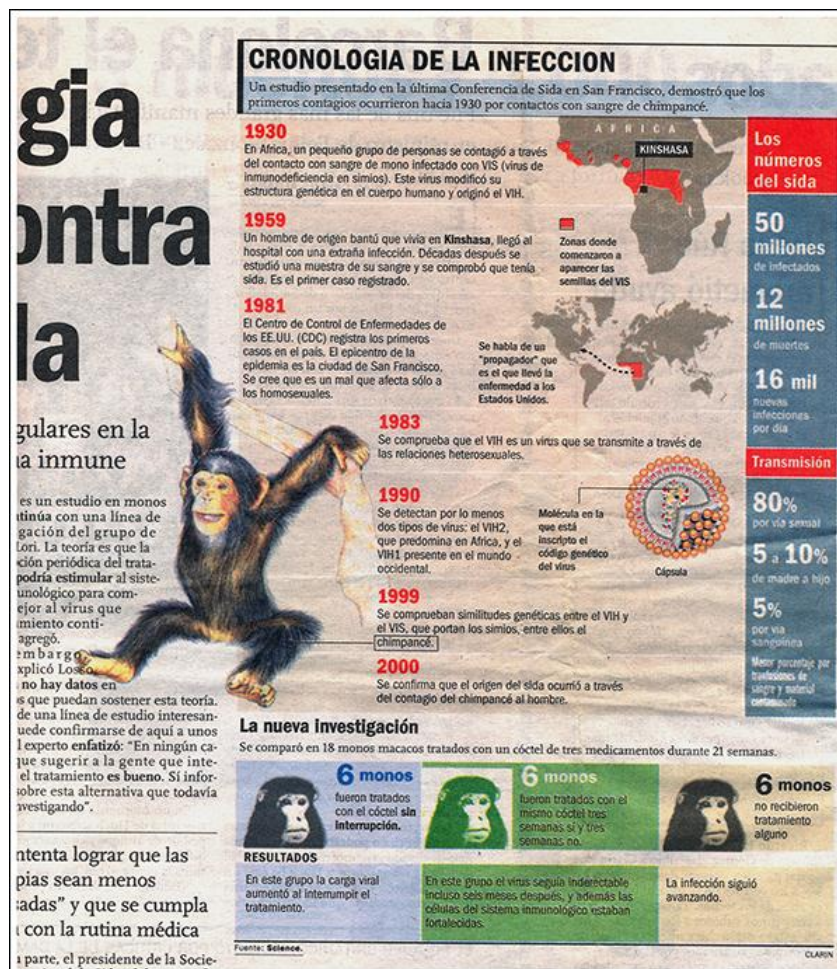 gia
ontra
la
gulares en la
a inmune
es un estudio en monos
ntinúa con una línea de
gación del grupo de
Lori. La teoría es que la
ción periódica del trata-
podría estimular al siste-
unológico para com-
ejor al virus que
amiento conti-
agregó.
embargo,
xplicó Losso,
no hay datos en
s que puedan sostener esta teoría.
de una línea de estudio interesan-
uede confirmarse de aquí a unos
l experto enfatizó: "En ningún ca-
que sugerir a la gente que inte-
el tratamiento es bueno. Sí infor-
sobre esta alternativa que todavía
nvestigando".
ntenta lograr que las
pias sean menos
sadas" y que se cumpla
con la rutina médica
u parte, el presidente de la Socie-
CRONOLOGIA DE LA INFECCION
Un estudio presentado en la última Conferencia de Sida en San Francisco, demostró que los
primeros contagios ocurrieron hacia 1930 por contactos con sangre de chimpancé.
1930
En Africa, un pequeño grupo de personas se contagió a través
del contacto con sangre de mono infectado con VIS (virus de
inmunodeficiencia en simios). Este virus modificó su
estructura genética en el cuerpo humano y originó el VIH.
1959
Un hombre de origen bantú que vivía en Kinshasa, llegó al
hospital con una extraña infección. Décadas después se
estudió una muestra de su sangre y se comprobó que tenía
sida. Es el primer caso registrado.
1981
El Centro de Control de Enfermedades de
los EE.UU. (CDC) registra los primeros
casos en el país. El epicentro de la
epidemia es la ciudad de San Francisco.
Se cree que es un mal que afecta sólo a
los homosexuales.
AFRICA
KINSHASA
Zonas donde
comenzaron a
aparecer las
semillas del VIS
Se habla de un
"propagador" que
es el que llevó la
enfermedad a los
Estados Unidos.
1983
Se comprueba que el VIH es un virus que se transmite a través de
las relaciones heterosexuales.
1990
Se detectan por lo menos
dos tipos de virus: el VIH2,
que predomina en Africa, y el
VIH1 presente en el mundo
occidental.
Molécula en la
que está
inscripto el
código genético
del virus
Cápsula
1999
Se comprueban similitudes genéticas entre el VIH y
el VIS, que portan los simios, entre ellos el
chimpancé.
2000
Se confirma que el origen del sida ocurrió a través
del contagio del chimpancé al hombre.
Los
números
del sida
50
millones
de infectados
12
millones
de muertes
16 mil
nuevas
infecciones
por día
Transmisión
80%
por vía sexual
5 a 10%
de madre a hijo
5%
por vía
sanguínea
Menor porcentaje por
transfusiones de
sangre y material
contaminado
La nueva investigación
Se comparó en 18 monos macacos tratados con un cóctel de tres medicamentos durante 21 semanas.
6 monos
fueron tratados
con el cóctel sin
interrupción.
6 monos
fueron tratados con el
mismo cóctel tres
semanas sí y tres
semanas no.
6 monos
no recibieron
tratamiento
alguno
RESULTADOS
En este grupo la carga viral
aumentó al interrumpir el
tratamiento.
En este grupo el virus seguía inderectable
incluso seis meses después, y además las
células del sistema inmunológico estaban
fortalecidas.
La infección siguió
avanzando.
Fuente: Science.
CLARIN